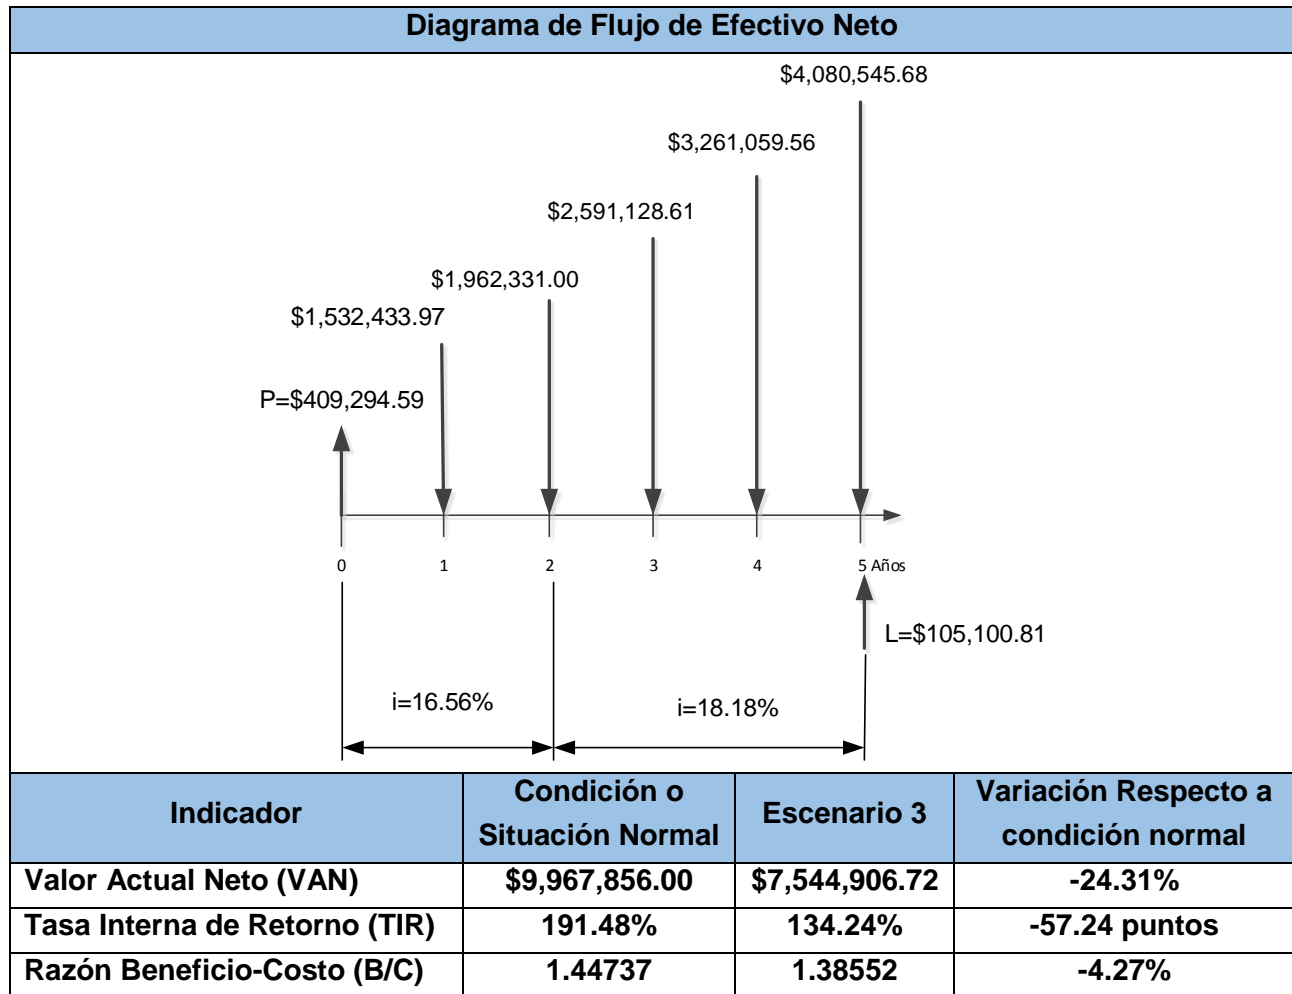 Diagrama de Flujo de Efectivo Neto
$4,080,545.68
$3,261,059.56
$2,591,128.61
$1,962,331.00
$1,532,433.97
P=$409,294.59
0 1 2 3 4 5 Años
L=$105,100.81
i=16.56% i=18.18%
Indicador Condición o Situación Normal Escenario 3 Variación Respecto a condición normal
Valor Actual Neto (VAN) $9,967,856.00 $7,544,906.72 -24.31%
Tasa Interna de Retorno (TIR) 191.48% 134.24% -57.24 puntos
Razón Beneficio-Costo (B/C) 1.44737 1.38552 -4.27%